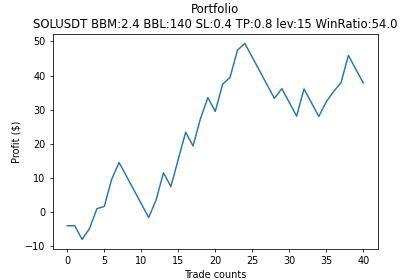 Portfolio
SOLUSDT BBM:2.4 BBL:140 SL:0.4 TP:0.8 lev:15 WinRatio:54.0
50
40
30
20
10
0
−10
Profit ($)
0 5 10 15 20 25 30 35 40
Trade counts